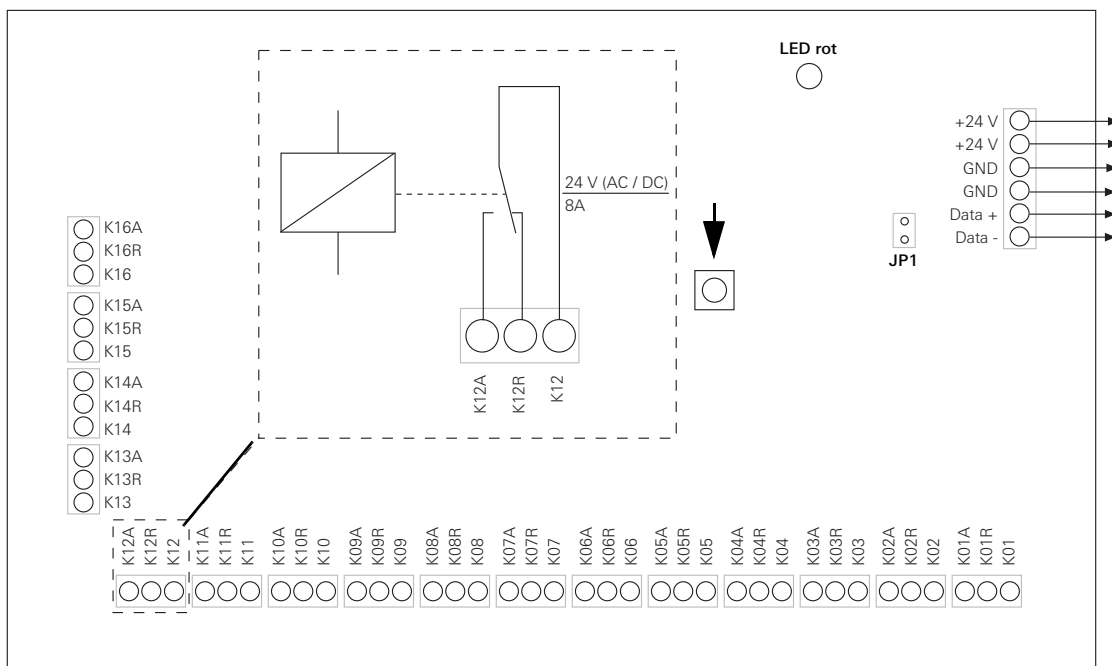 LED rot
+24 V
+24 V
GND
GND
Data +
Data -
JP1
24 V (AC / DC)
8A
K12A
K12R
K12
K16A
K16R
K16
K15A
K15R
K15
K14A
K14R
K14
K13A
K13R
K13
K12A
K12R
K12
K11A
K11R
K11
K10A
K10R
K10
K09A
K09R
K09
K08A
K08R
K08
K07A
K07R
K07
K06A
K06R
K06
K05A
K05R
K05
K04A
K04R
K04
K03A
K03R
K03
K02A
K02R
K02
K01A
K01R
K01